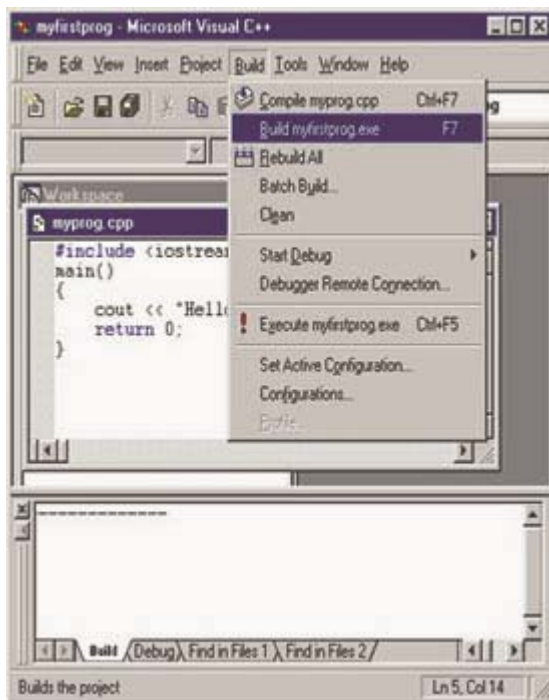 myfirstprog - Microsoft Visual C++
File Edit View Insert Project Build Tools Window Help
Compile myprog.cpp Ctrl+F7
Build myfirstprog.exe F7
Rebuild All
Batch Build...
Clean
Start Debug
Debugger Remote Connection...
Execute myfirstprog.exe Ctrl+F5
Set Active Configuration...
Configurations...
Profile...
Workspace
myprog.cpp
#include <iostrea
main()
{
cout << "Hell
return 0;
}
-------------
Build Debug Find in Files 1 Find in Files 2
Builds the project Ln 5, Col 14